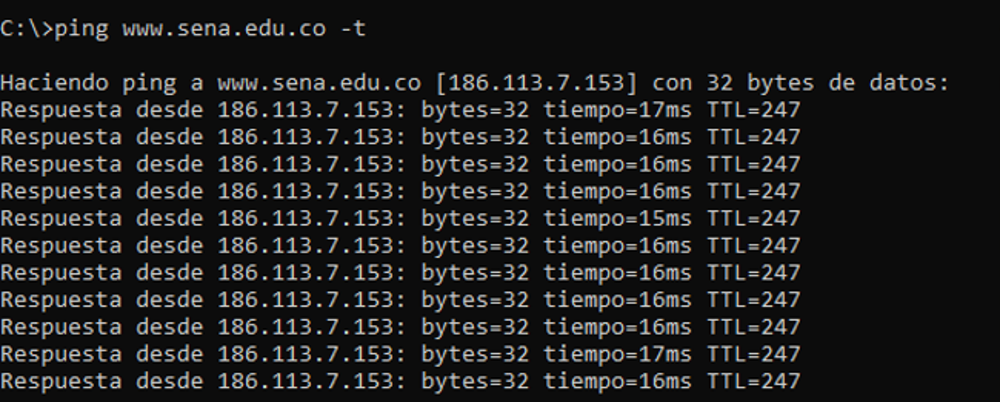 C:\>ping www.sena.edu.co -t
Haciendo ping a www.sena.edu.co [186.113.7.153] con 32 bytes de datos:
Respuesta desde 186.113.7.153: bytes=32 tiempo=17ms TTL=247
Respuesta desde 186.113.7.153: bytes=32 tiempo=16ms TTL=247
Respuesta desde 186.113.7.153: bytes=32 tiempo=16ms TTL=247
Respuesta desde 186.113.7.153: bytes=32 tiempo=16ms TTL=247
Respuesta desde 186.113.7.153: bytes=32 tiempo=15ms TTL=247
Respuesta desde 186.113.7.153: bytes=32 tiempo=16ms TTL=247
Respuesta desde 186.113.7.153: bytes=32 tiempo=16ms TTL=247
Respuesta desde 186.113.7.153: bytes=32 tiempo=16ms TTL=247
Respuesta desde 186.113.7.153: bytes=32 tiempo=16ms TTL=247
Respuesta desde 186.113.7.153: bytes=32 tiempo=17ms TTL=247
Respuesta desde 186.113.7.153: bytes=32 tiempo=16ms TTL=247